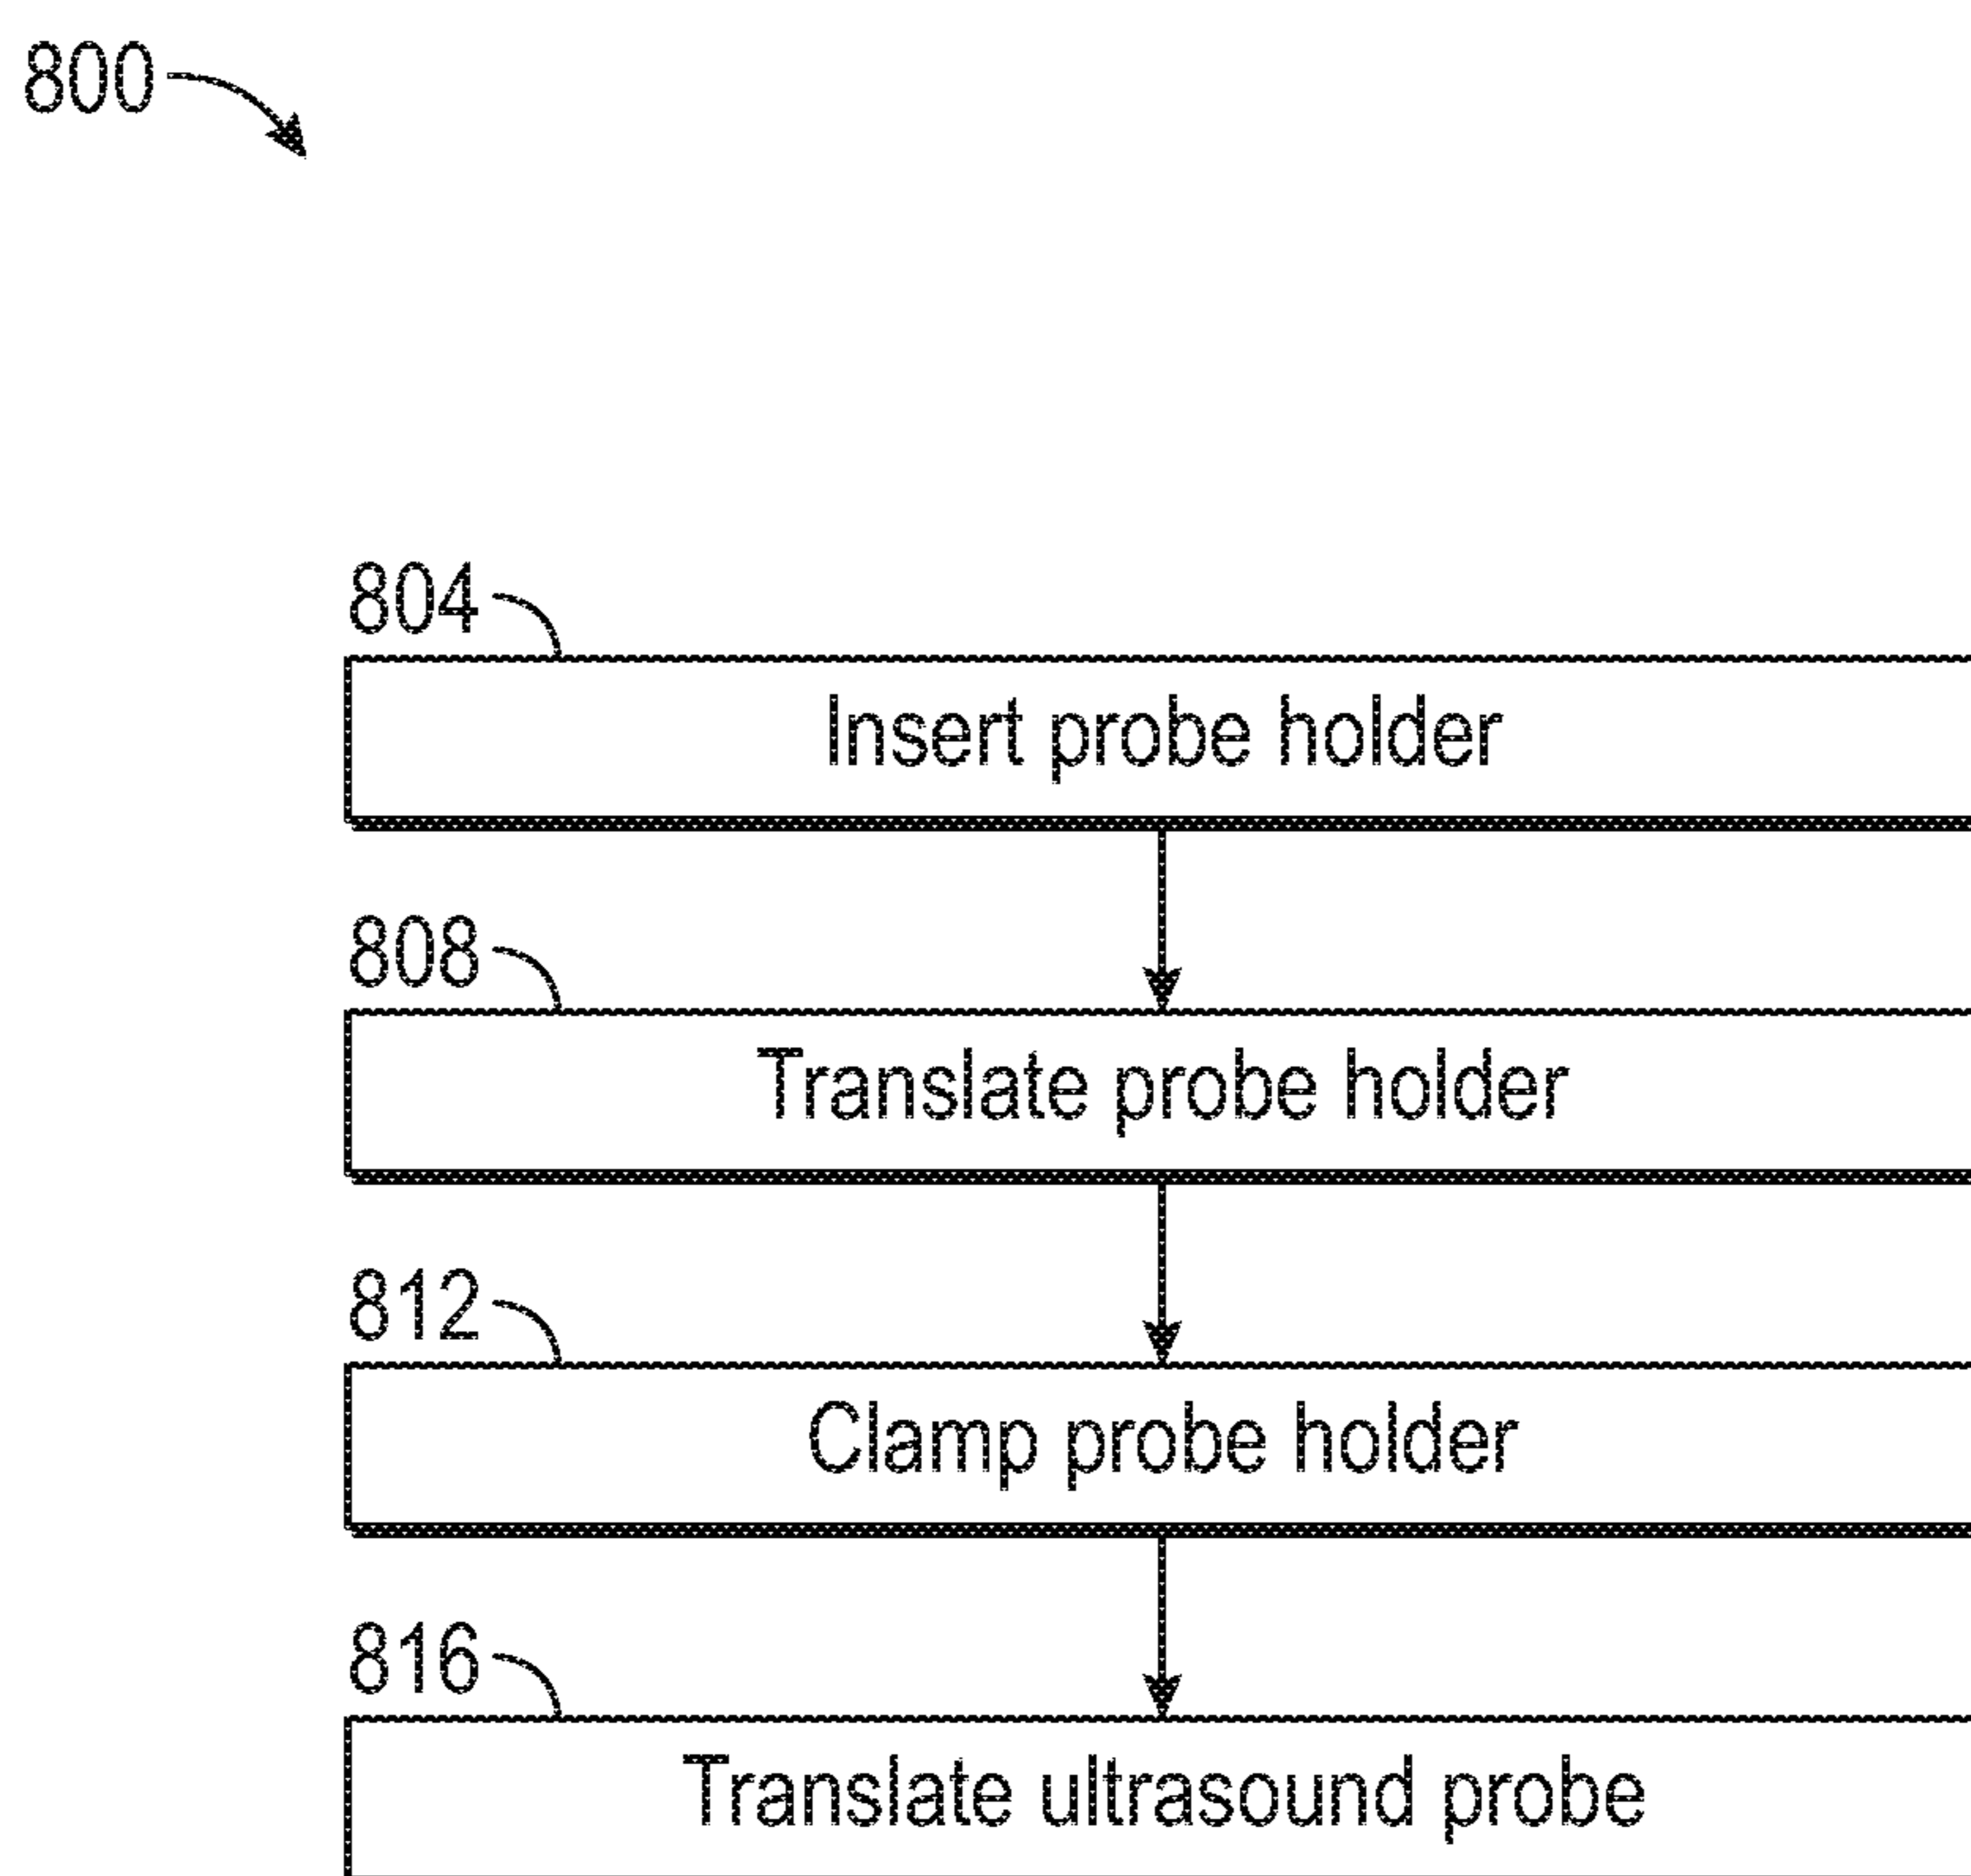 800
804
Insert probe holder
808
Translate probe holder
812
Clamp probe holder
816
Translate ultrasound probe